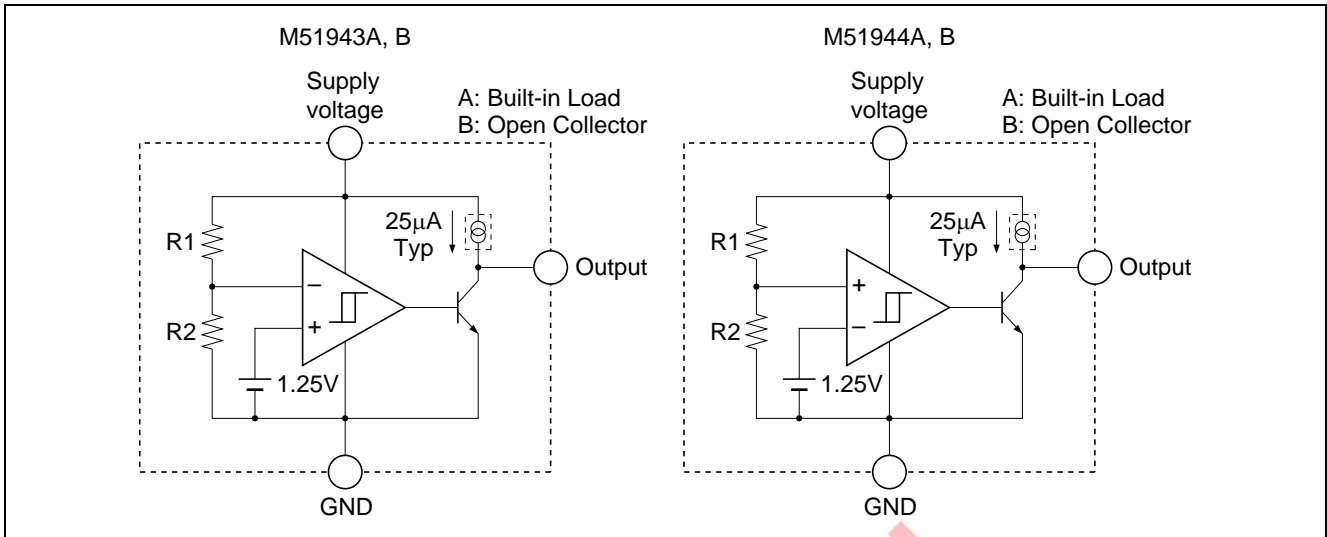 M51943A, B
Supply
voltage
A: Built-in Load
B: Open Collector
25μA
Typ
R1
−
Output
R2
+
1.25V
GND
M51944A, B
Supply
voltage
A: Built-in Load
B: Open Collector
25μA
Typ
R1
+
Output
R2
−
1.25V
GND